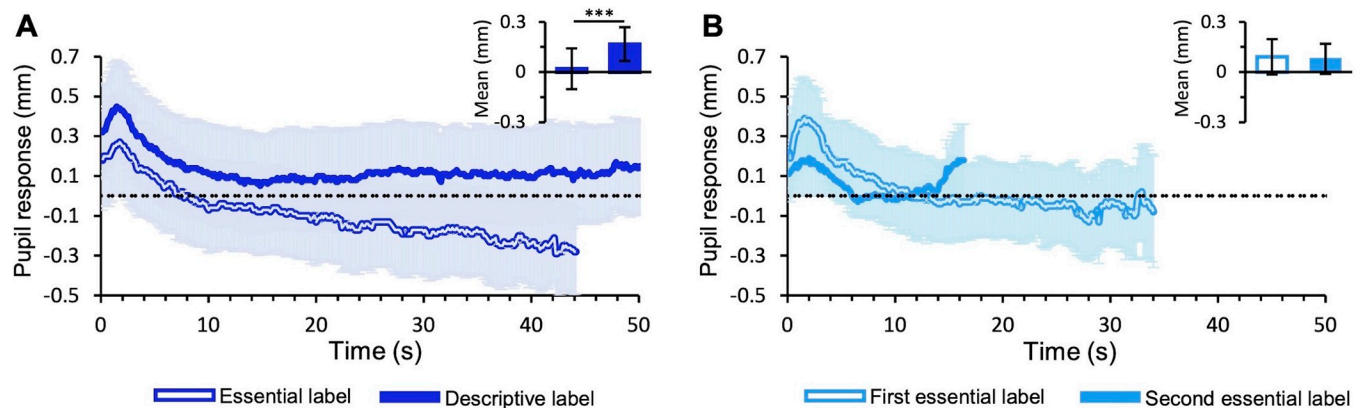 A
Pupil response (mm)
0.7
0.5
0.3
0.1
-0.1
-0.3
-0.5
0 10 20 30 40 50
Time (s)
Mean (mm)
0.3
0
-0.3
***
Essential label Descriptive label
B
Pupil response (mm)
0.7
0.5
0.3
0.1
-0.1
-0.3
-0.5
0 10 20 30 40 50
Time (s)
Mean (mm)
0.3
0
-0.3
First essential label Second essential label